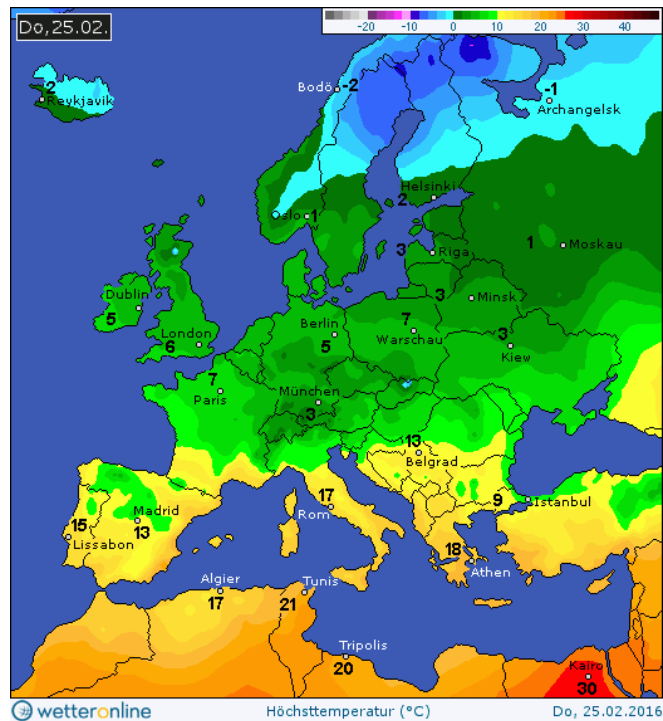 Do,25.02.
-30 -20 -10 0 10 20 30 40
2
Reykjavik
Bodö -2
-1
Archangelsk
Helsinki
2
Oslo 1
3
Riga
1 Moskau
3
Minsk
Dublin
5
London
6
Berlin
5
7
Warschau
3
Kiew
7
Paris
München
3
13
Belgrad
9
Istanbul
15
Lissabon
Madrid
13
17
Rom
18
Athen
Algier
17
Tunis
21
Tripolis
20
Kairo
30
wetteronline Höchsttemperatur (°C) Do, 25.02.2016